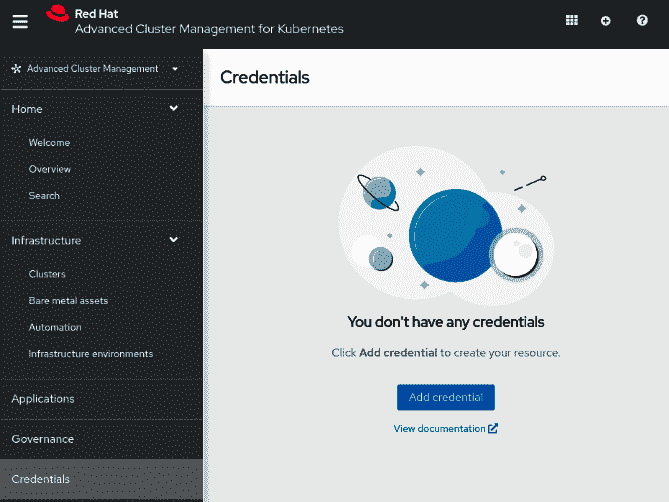 Red Hat
Advanced Cluster Management for Kubernetes
Advanced Cluster Management
Home
Welcome
Overview
Search
Infrastructure
Clusters
Bare metal assets
Automation
Infrastructure environments
Applications
Governance
Credentials
Credentials
You don't have any credentials
Click Add credential to create your resource.
Add credential
View documentation